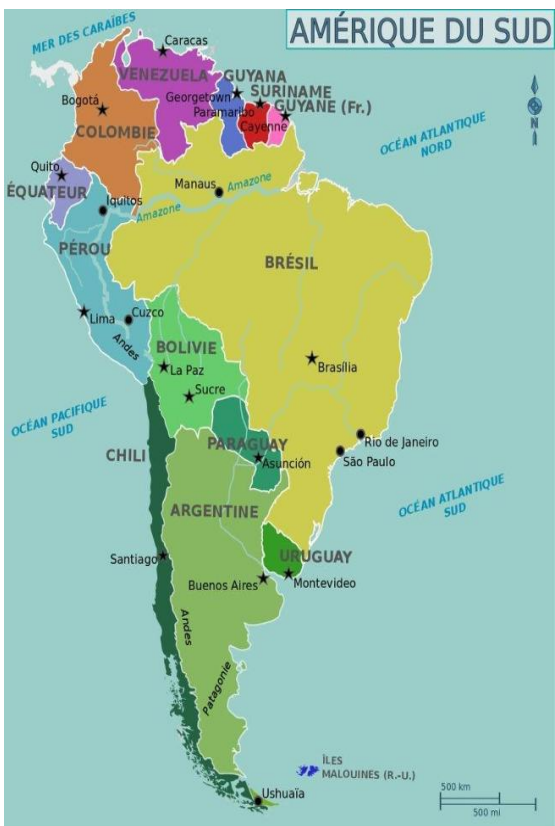 AMÉRIQUE DU SUD
MER DES CARAÏBES
Caracas
VENEZUELA
GUYANA
SURINAME
GUYANE (Fr.)
Georgetown
Paramaribo
Cayenne
Bogotá
COLOMBIE
OCÉAN ATLANTIQUE
NORD
N
Quito
ÉQUATEUR
Manaus
Amazone
Iquitos
Amazone
PÉROU
BRÉSIL
Lima
Cuzco
Andes
BOLIVIE
La Paz
Brasília
Sucre
OCÉAN PACIFIQUE
SUD
CHILI
PARAGUAY
Asunción
Rio de Janeiro
São Paulo
OCÉAN ATLANTIQUE
SUD
ARGENTINE
Santiago
URUGUAY
Buenos Aires
Montevideo
Andes
Patagonie
ÎLES
MALOUINES (R.-U.)
Ushuaïa
500 km
500 mi